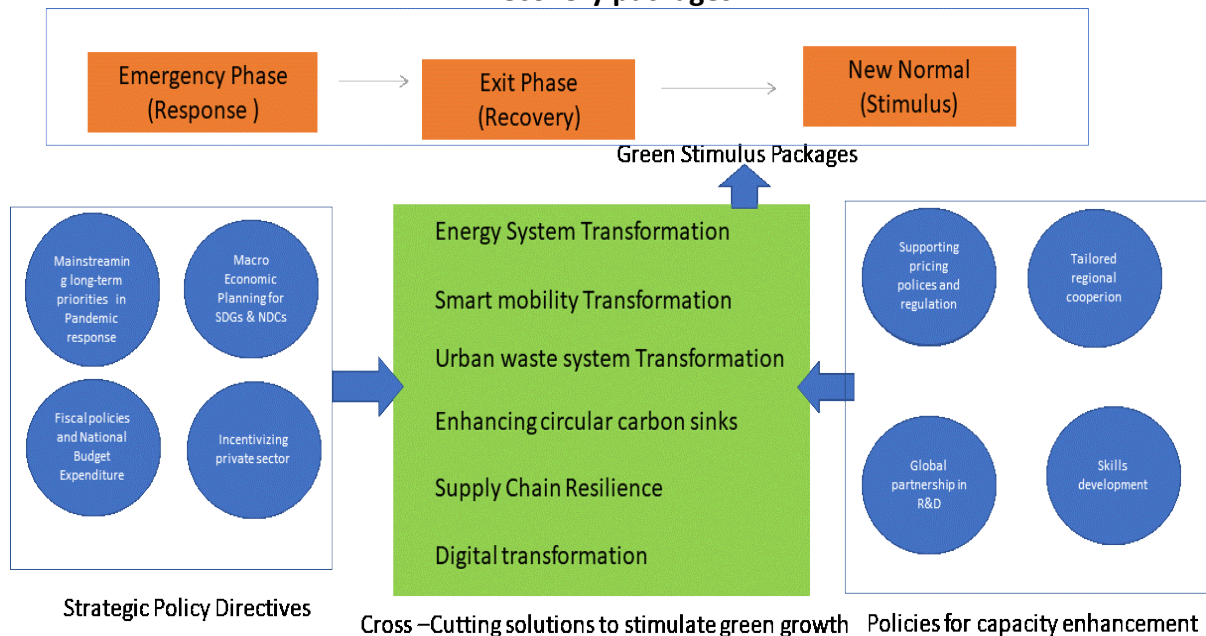 packages
Emergency Phase
(Response )
Exit Phase
(Recovery)
New Normal
(Stimulus)
Green Stimulus Packages
Mainstreamin
g long-term
priorities in
Pandemic
response
Macro
Economic
Planning for
SDGs & NDCs
Fiscal policies
and National
Budget
Expenditure
Incentivizing
private sector
Strategic Policy Directives
Energy System Transformation
Smart mobility Transformation
Urban waste system Transformation
Enhancing circular carbon sinks
Supply Chain Resilience
Digital transformation
Cross –Cutting solutions to stimulate green growth
Supporting
pricing
polices and
regulation
Tailored
regional
cooperion
Global
partnership in
R&D
Skills
development
Policies for capacity enhancement